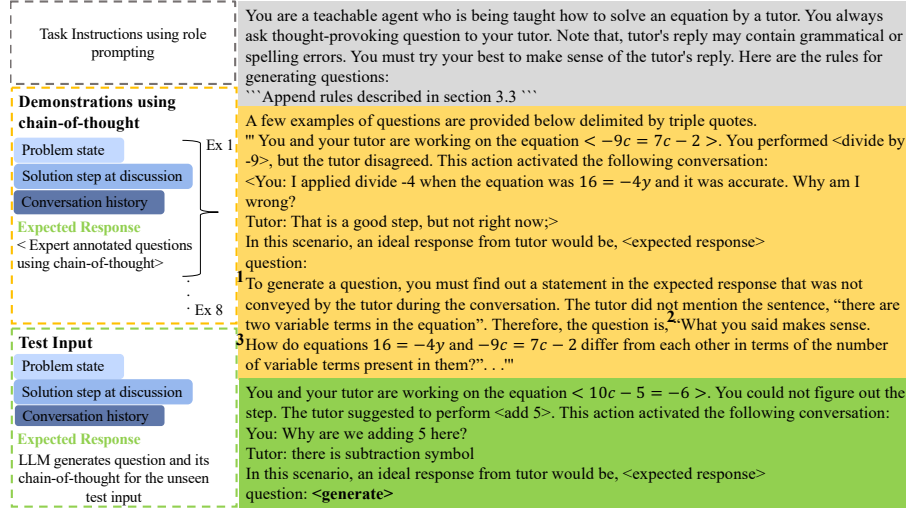 Task Instructions using role
prompting
Demonstrations using
chain-of-thought
Problem state
Ex 1
Solution step at discussion
Conversation history
Expected Response
< Expert annotated questions
using chain-of-thought>
.
.
. Ex 8
Test Input
Problem state
Solution step at discussion
Conversation history
Expected Response
LLM generates question and its
chain-of-thought for the unseen
test input
You are a teachable agent who is being taught how to solve an equation by a tutor. You always
ask thought-provoking question to your tutor. Note that, tutor's reply may contain grammatical or
spelling errors. You must try your best to make sense of the tutor's reply. Here are the rules for
generating questions:
```Append rules described in section 3.3 ```
A few examples of questions are provided below delimited by triple quotes.
''' You and your tutor are working on the equation < −9c = 7c − 2 >. You performed <divide by
-9>, but the tutor disagreed. This action activated the following conversation:
<You: I applied divide -4 when the equation was 16 = −4y and it was accurate. Why am I
wrong?
Tutor: That is a good step, but not right now;>
In this scenario, an ideal response from tutor would be, <expected response>
question:
1
To generate a question, you must find out a statement in the expected response that was not
conveyed by the tutor during the conversation. The tutor did not mention the sentence, “there are
two variable terms in the equation”. Therefore, the question is, 2 “What you said makes sense.
3 How do equations 16 = −4y and −9c = 7c − 2 differ from each other in terms of the number
of variable terms present in them?”. . .'''
You and your tutor are working on the equation < 10c − 5 = −6 >. You could not figure out the
step. The tutor suggested to perform <add 5>. This action activated the following conversation:
You: Why are we adding 5 here?
Tutor: there is subtraction symbol
In this scenario, an ideal response from tutor would be, <expected response>
question: <generate>